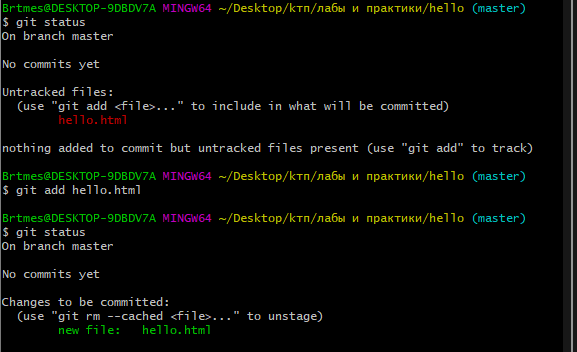 Brtmes@DESKTOP-9DBDV7A MINGW64 ~/Desktop/ктп/лабы и практики/hello (master)
$ git status
On branch master
No commits yet
Untracked files:
  (use "git add <file>..." to include in what will be committed)
        hello.html
nothing added to commit but untracked files present (use "git add" to track)
Brtmes@DESKTOP-9DBDV7A MINGW64 ~/Desktop/ктп/лабы и практики/hello (master)
$ git add hello.html
Brtmes@DESKTOP-9DBDV7A MINGW64 ~/Desktop/ктп/лабы и практики/hello (master)
$ git status
On branch master
No commits yet
Changes to be committed:
  (use "git rm --cached <file>..." to unstage)
        new file:   hello.html